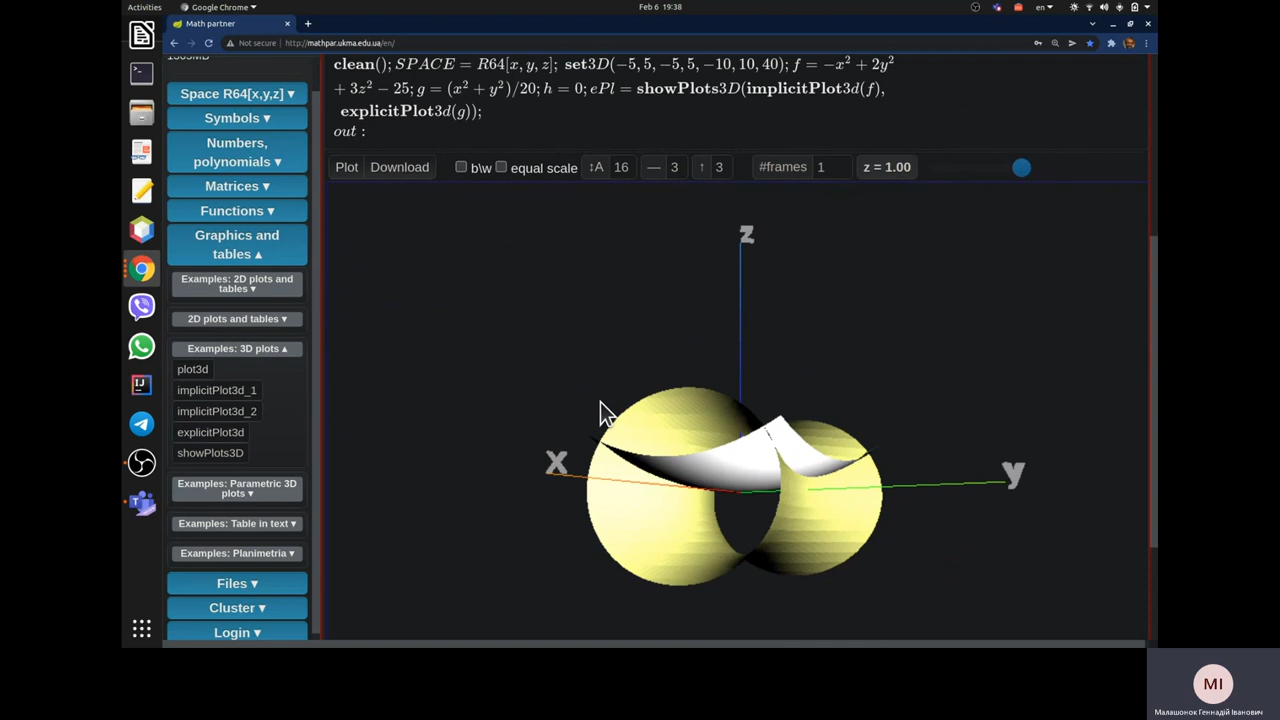 Activities
Google Chrome ▾
Feb 6 19:38
en ▾
Math partner
×
+
Not secure
http://mathpar.ukma.edu.ua/en/
Space R64[x,y,z] ▾
Symbols ▾
Numbers,
polynomials ▾
Matrices ▾
Functions ▾
Graphics and
tables ▴
Examples: 2D plots and
tables ▾
2D plots and tables ▾
Examples: 3D plots ▴
plot3d
implicitPlot3d_1
implicitPlot3d_2
explicitPlot3d
showPlots3D
Examples: Parametric 3D
plots ▾
Examples: Table in text ▾
Examples: Planimetria ▾
Files ▾
Cluster ▾
Login ▾
clean(); SPACE = R64[x, y, z]; set3D(−5, 5, −5, 5, −10, 10, 40); f = −x² + 2y²
+ 3z² − 25; g = (x² + y²)/20; h = 0; ePl = showPlots3D(implicitPlot3d(f),
explicitPlot3d(g));
out :
Plot Download b\w equal scale ↕A 16 — 3 ↑ 3 #frames 1 z = 1.00
z
x
y
MI
Малашонок Геннадій Іванович